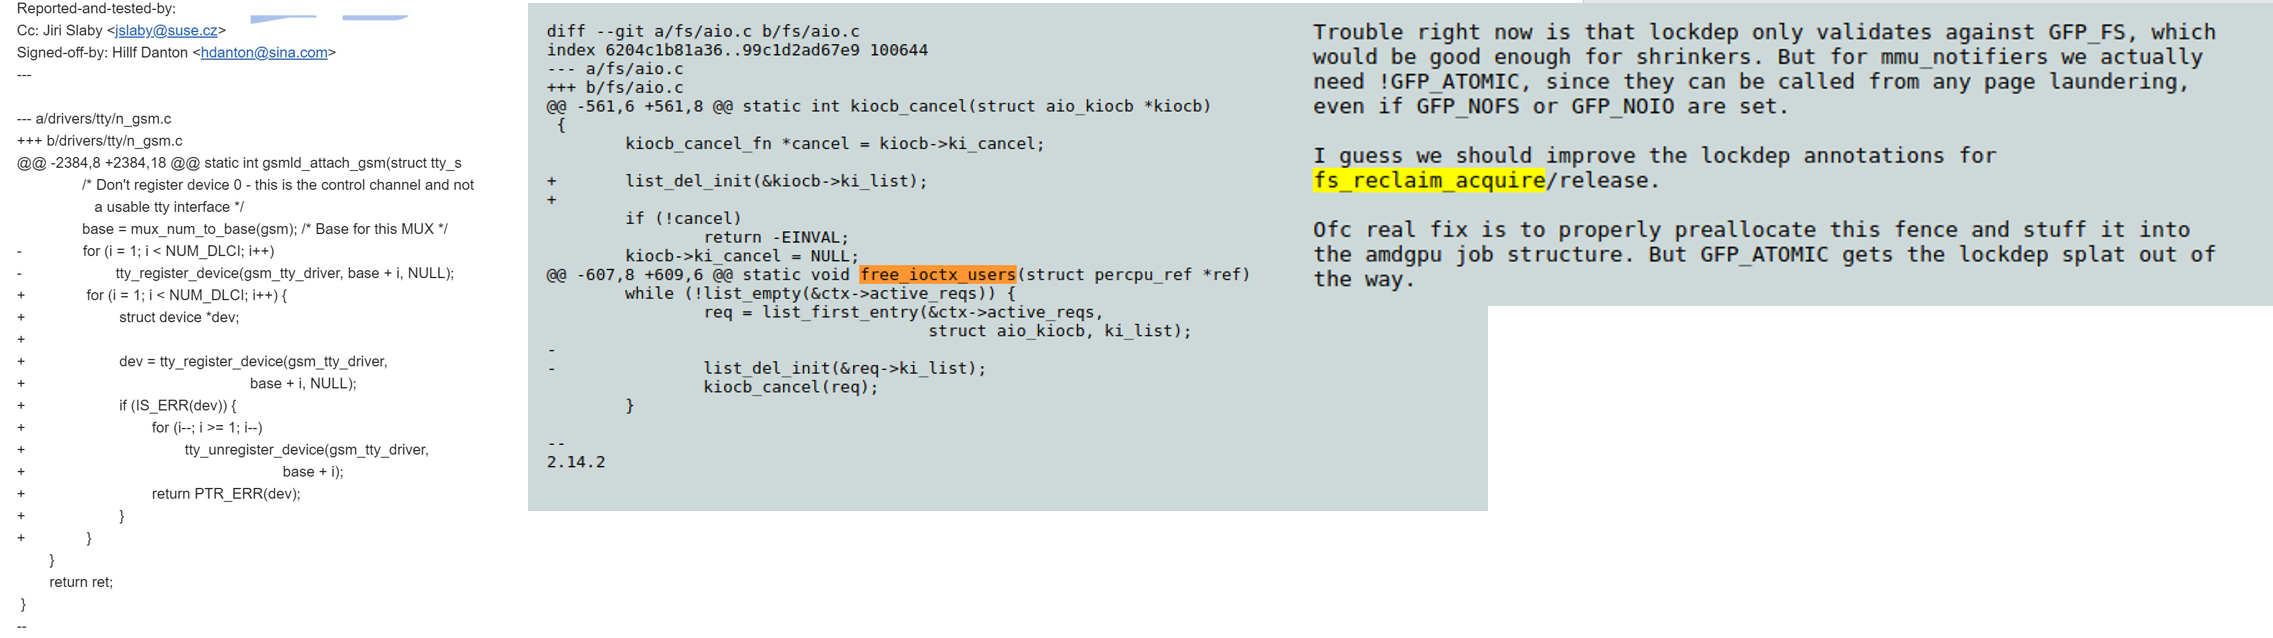 Reported-and-tested-by:
Cc: Jiri Slaby <jslaby@suse.cz>
Signed-off-by: Hillf Danton <hdanton@sina.com>
---
--- a/drivers/tty/n_gsm.c
+++ b/drivers/tty/n_gsm.c
@@ -2384,8 +2384,18 @@ static int gsmld_attach_gsm(struct tty_s
/* Don't register device 0 - this is the control channel and not
a usable tty interface */
base = mux_num_to_base(gsm); /* Base for this MUX */
- for (i = 1; i < NUM_DLCI; i++)
- tty_register_device(gsm_tty_driver, base + i, NULL);
+ for (i = 1; i < NUM_DLCI; i++) {
+ struct device *dev;
+
+ dev = tty_register_device(gsm_tty_driver,
+ base + i, NULL);
+ if (IS_ERR(dev)) {
+ for (i--; i >= 1; i--)
+ tty_unregister_device(gsm_tty_driver,
+ base + i);
+ return PTR_ERR(dev);
+ }
+ }
}
return ret;
}
--
diff --git a/fs/aio.c b/fs/aio.c
index 6204c1b81a36..99c1d2ad67e9 100644
--- a/fs/aio.c
+++ b/fs/aio.c
@@ -561,6 +561,8 @@ static int kiocb_cancel(struct aio_kiocb *kiocb)
{
kiocb_cancel_fn *cancel = kiocb->ki_cancel;
+ list_del_init(&kiocb->ki_list);
+
if (!cancel)
return -EINVAL;
kiocb->ki_cancel = NULL;
@@ -607,8 +609,6 @@ static void free_ioctx_users(struct percpu_ref *ref)
while (!list_empty(&ctx->active_reqs)) {
req = list_first_entry(&ctx->active_reqs,
struct aio_kiocb, ki_list);
-
- list_del_init(&req->ki_list);
kiocb_cancel(req);
}
--
2.14.2
Trouble right now is that lockdep only validates against GFP_FS, which
would be good enough for shrinkers. But for mmu_notifiers we actually
need !GFP_ATOMIC, since they can be called from any page laundering,
even if GFP_NOFS or GFP_NOIO are set.
I guess we should improve the lockdep annotations for
fs_reclaim_acquire/release.
Ofc real fix is to properly preallocate this fence and stuff it into
the amdgpu job structure. But GFP_ATOMIC gets the lockdep splat out of
the way.